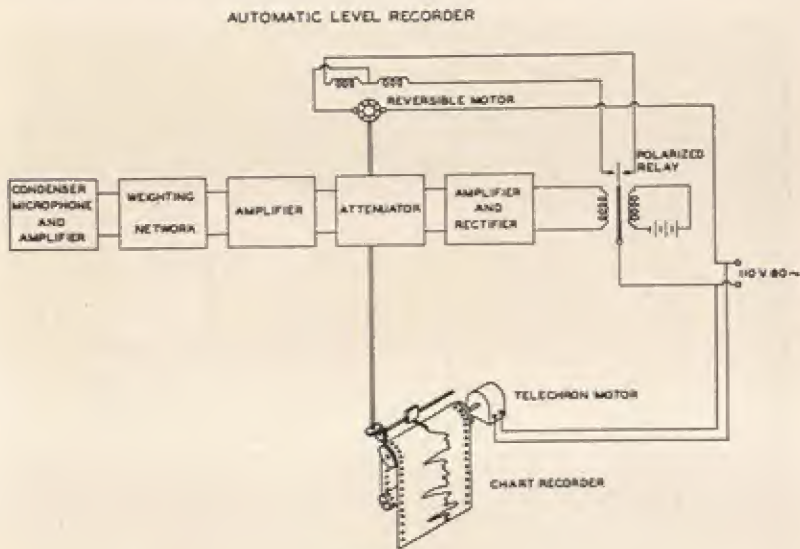 AUTOMATIC LEVEL RECORDER
REVERSIBLE MOTOR
POLARIZED
RELAY
CONDENSER
MICROPHONE
AND
AMPLIFIER
WEIGHTING
NETWORK
AMPLIFIER
ATTENUATOR
AMPLIFIER
AND
RECTIFIER
110 V. 60 ~
TELECHRON MOTOR
CHART RECORDER